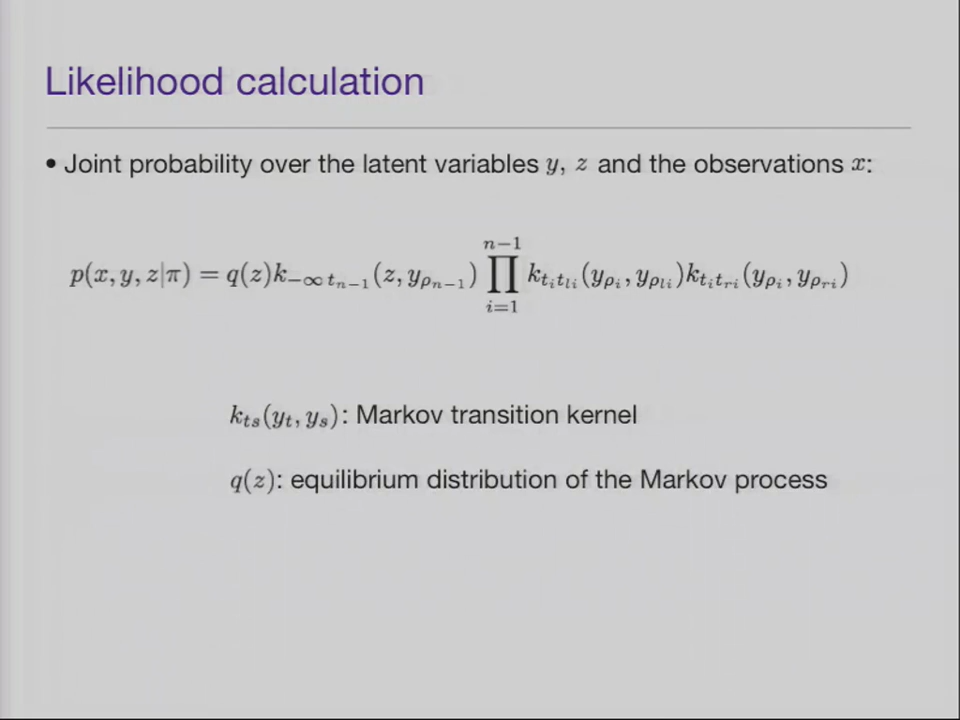 Likelihood calculation
• Joint probability over the latent variables y, z and the observations x:
p(x, y, z|π) = q(z)k_{−∞ t_{n−1}}(z, y_{ρ_{n−1}}) ∏_{i=1}^{n−1} k_{t_i t_{li}}(y_{ρ_i}, y_{ρ_{li}})k_{t_i t_{ri}}(y_{ρ_i}, y_{ρ_{ri}})
k_{ts}(y_t, y_s): Markov transition kernel
q(z): equilibrium distribution of the Markov process